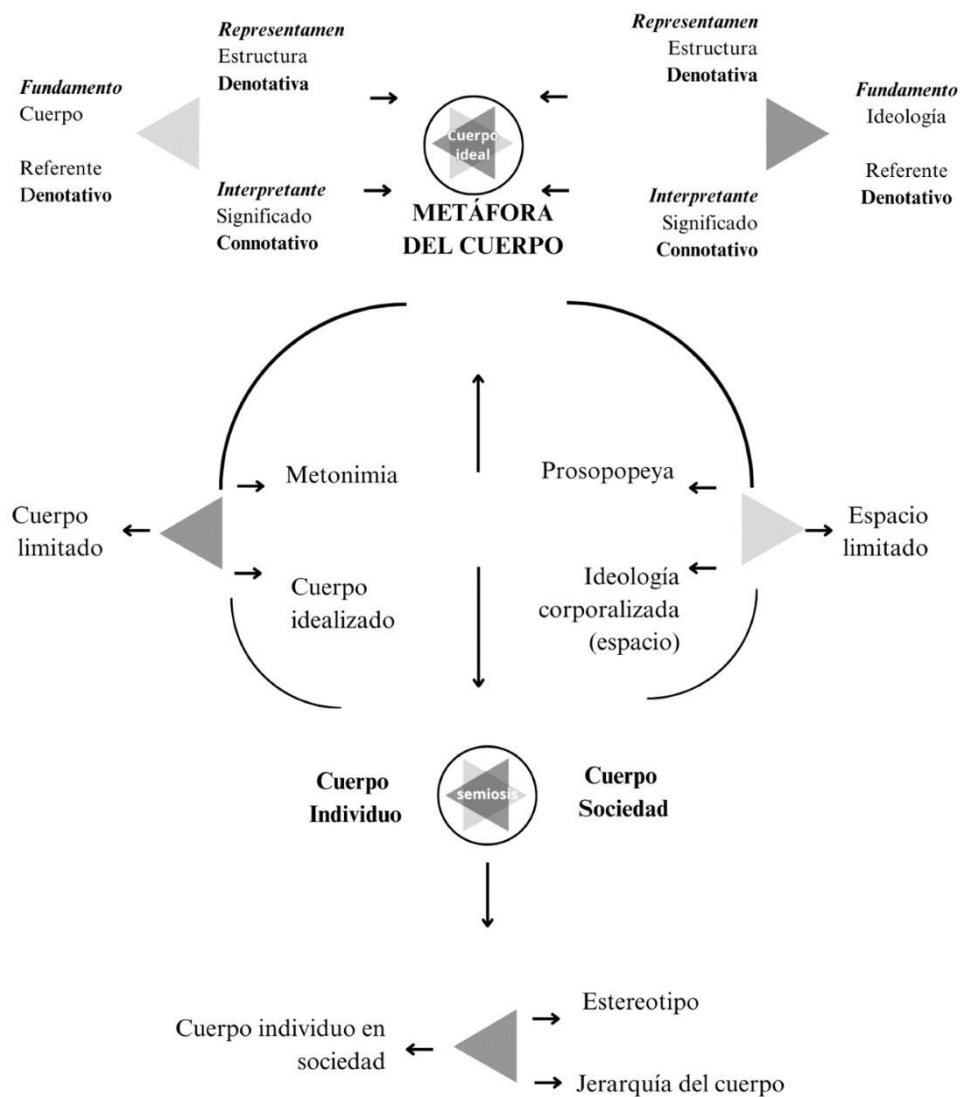 Representamen
Estructura
Denotativa
Representamen
Estructura
Denotativa
Fundamento
Cuerpo
Referente
Denotativo
Fundamento
Ideología
Referente
Denotativo
Cuerpo
ideal
Interpretante
Significado
Connotativo
METÁFORA
DEL CUERPO
Interpretante
Significado
Connotativo
Metonimia
Prosopopeya
Cuerpo
limitado
Espacio
limitado
Cuerpo
idealizado
Ideología
corporalizada
(espacio)
Cuerpo
Individuo
semiosis
Cuerpo
Sociedad
Estereotipo
Cuerpo individuo en
sociedad
Jerarquía del cuerpo